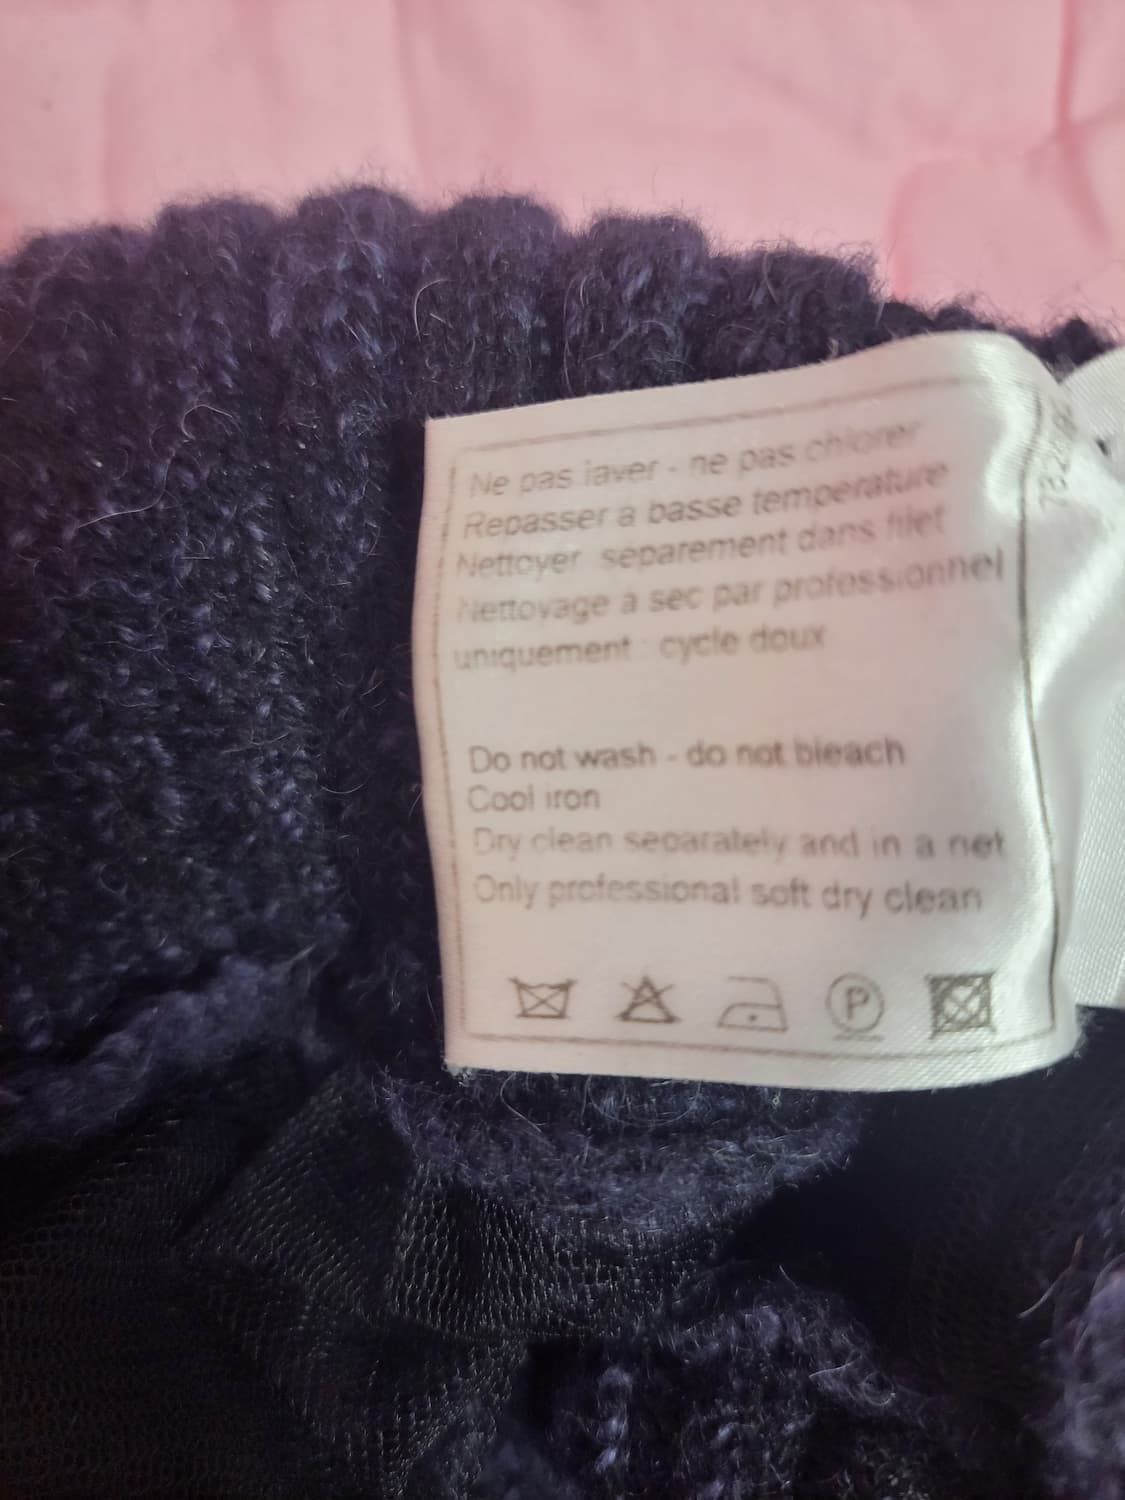 Ne pas laver - ne pas chlorer
Repasser à basse temperature
Nettoyer separement dans filet
Nettoyage à sec par professionnel
uniquement : cycle doux
Do not wash - do not bleach
Cool iron
Dry clean separately and in a net
Only professional soft dry clean
P